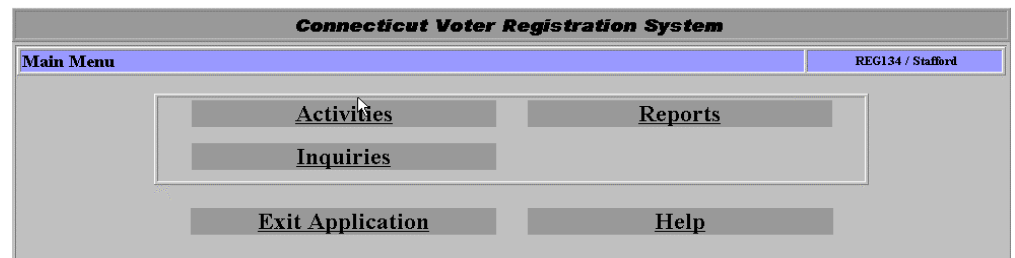 Connecticut Voter Registration System
Main Menu REG134 / Stafford
Activities Reports
Inquiries
Exit Application Help